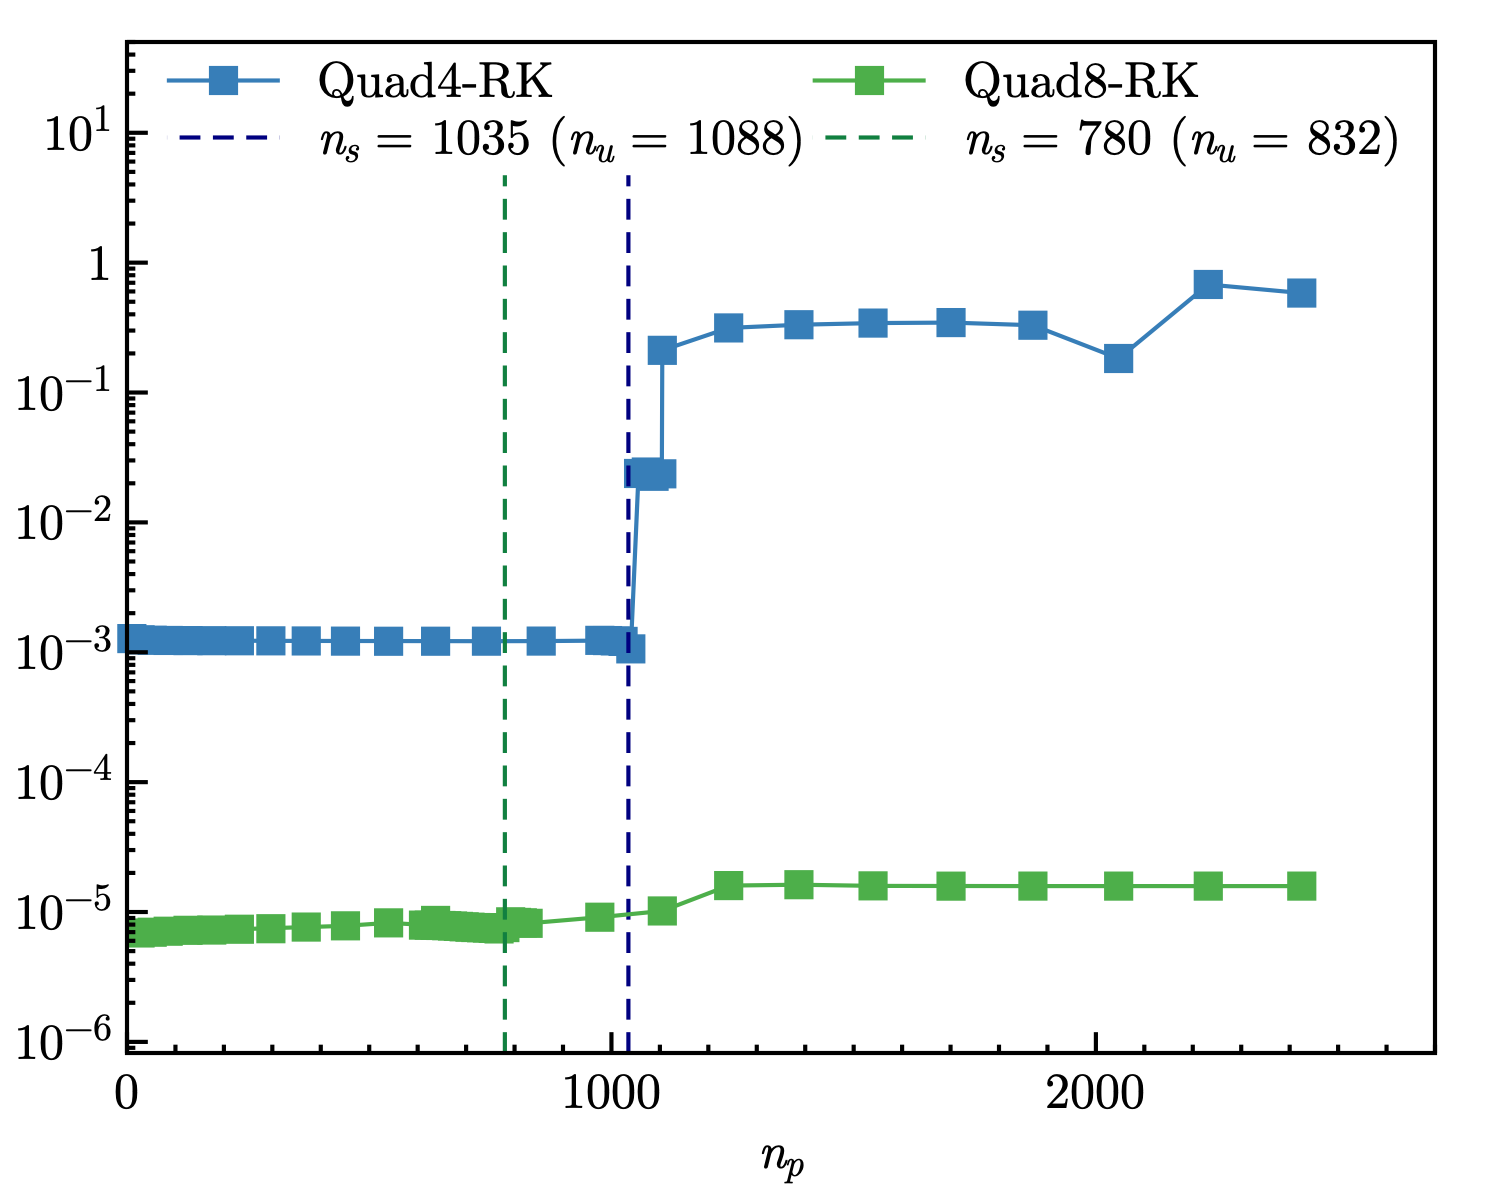 Quad4-RK Quad8-RK
n_s = 1035 (n_u = 1088) n_s = 780 (n_u = 832)
10^1
1
10^−1
10^−2
10^−3
10^−4
10^−5
10^−6
0 1000 2000
n_p